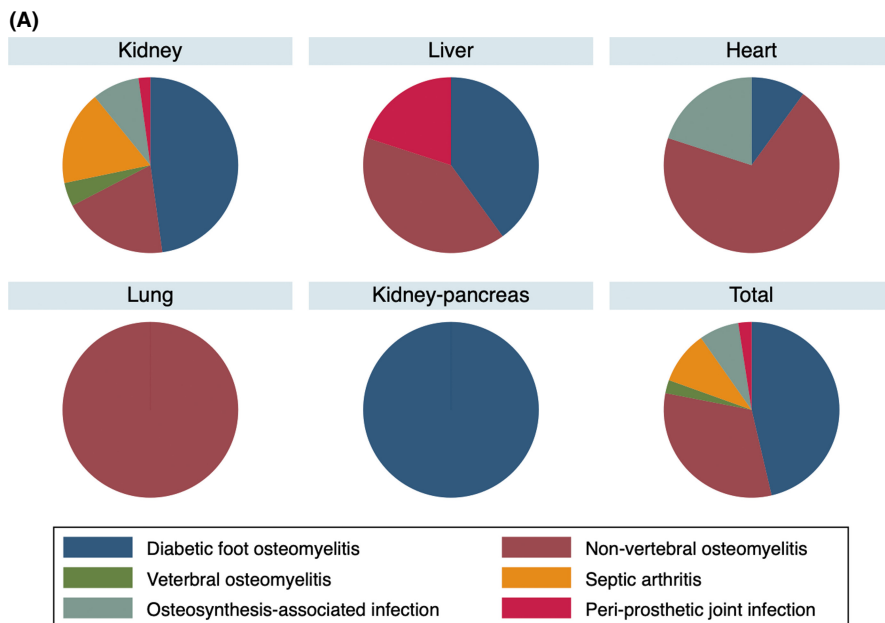 (A)
Kidney
Liver
Heart
Lung
Kidney-pancreas
Total
Diabetic foot osteomyelitis
Non-vertebral osteomyelitis
Veterbral osteomyelitis
Septic arthritis
Osteosynthesis-associated infection
Peri-prosthetic joint infection